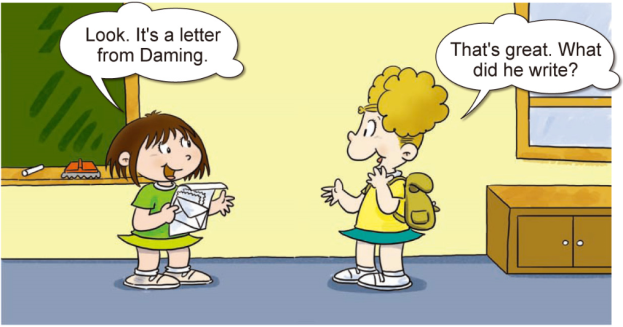 Look. It's a letter
from Daming.
That's great. What
did he write?